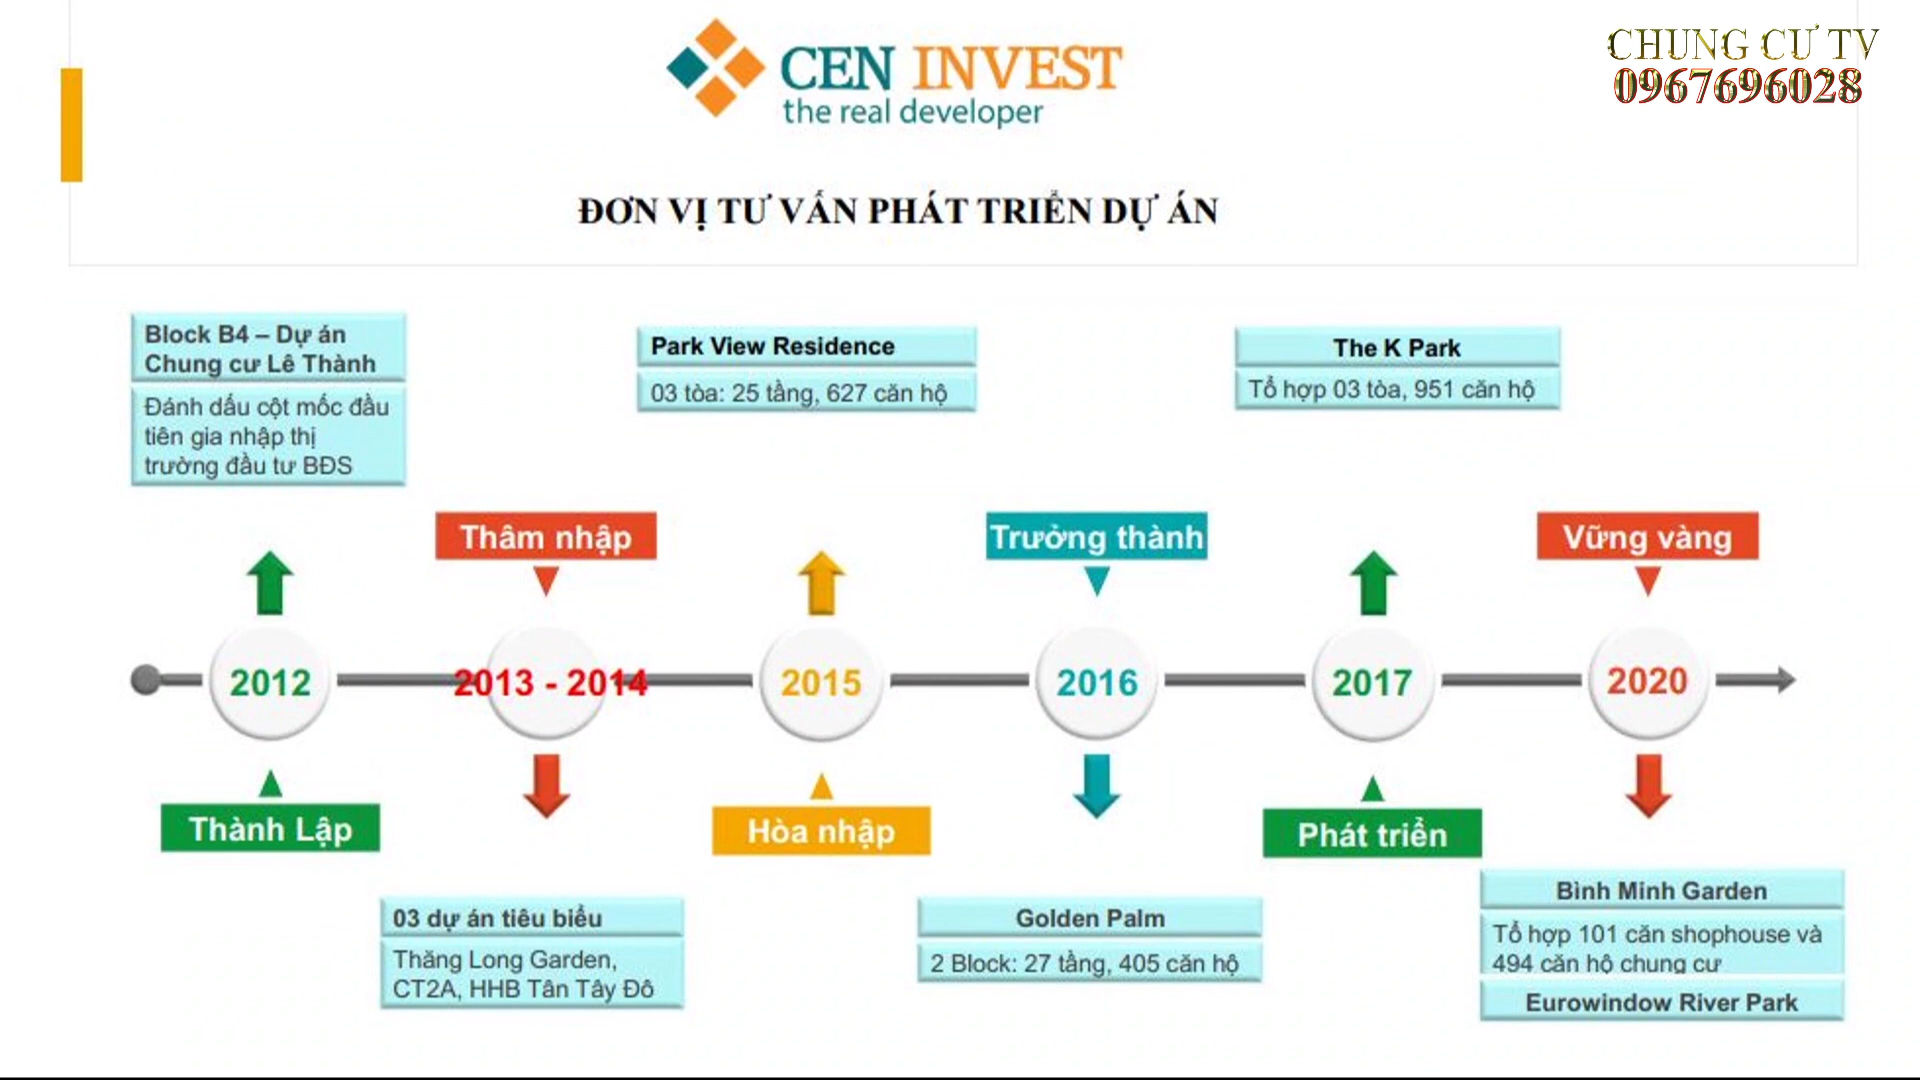 CEN INVEST
the real developer
CHUNG CƯ TV
0967696028
ĐƠN VỊ TƯ VẤN PHÁT TRIỂN DỰ ÁN
Block B4 – Dự án
Chung cư Lê Thành
Đánh dấu cột mốc đầu
tiên gia nhập thị
trường đầu tư BĐS
Park View Residence
03 tòa: 25 tầng, 627 căn hộ
The K Park
Tổ hợp 03 tòa, 951 căn hộ
Thâm nhập
Trưởng thành
Vững vàng
2012
2013 - 2014
2015
2016
2017
2020
Thành Lập
Hòa nhập
Phát triển
03 dự án tiêu biểu
Thăng Long Garden,
CT2A, HHB Tân Tây Đô
Golden Palm
2 Block: 27 tầng, 405 căn hộ
Bình Minh Garden
Tổ hợp 101 căn shophouse và
494 căn hộ chung cư
Eurowindow River Park